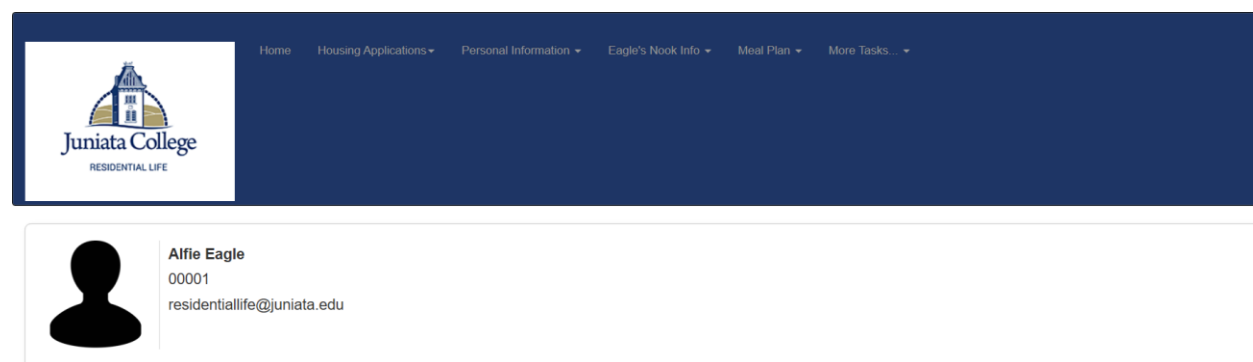 Home Housing Applications Personal Information Eagle's Nook Info Meal Plan More Tasks...
Juniata College
RESIDENTIAL LIFE
Alfie Eagle
00001
residentiallife@juniata.edu